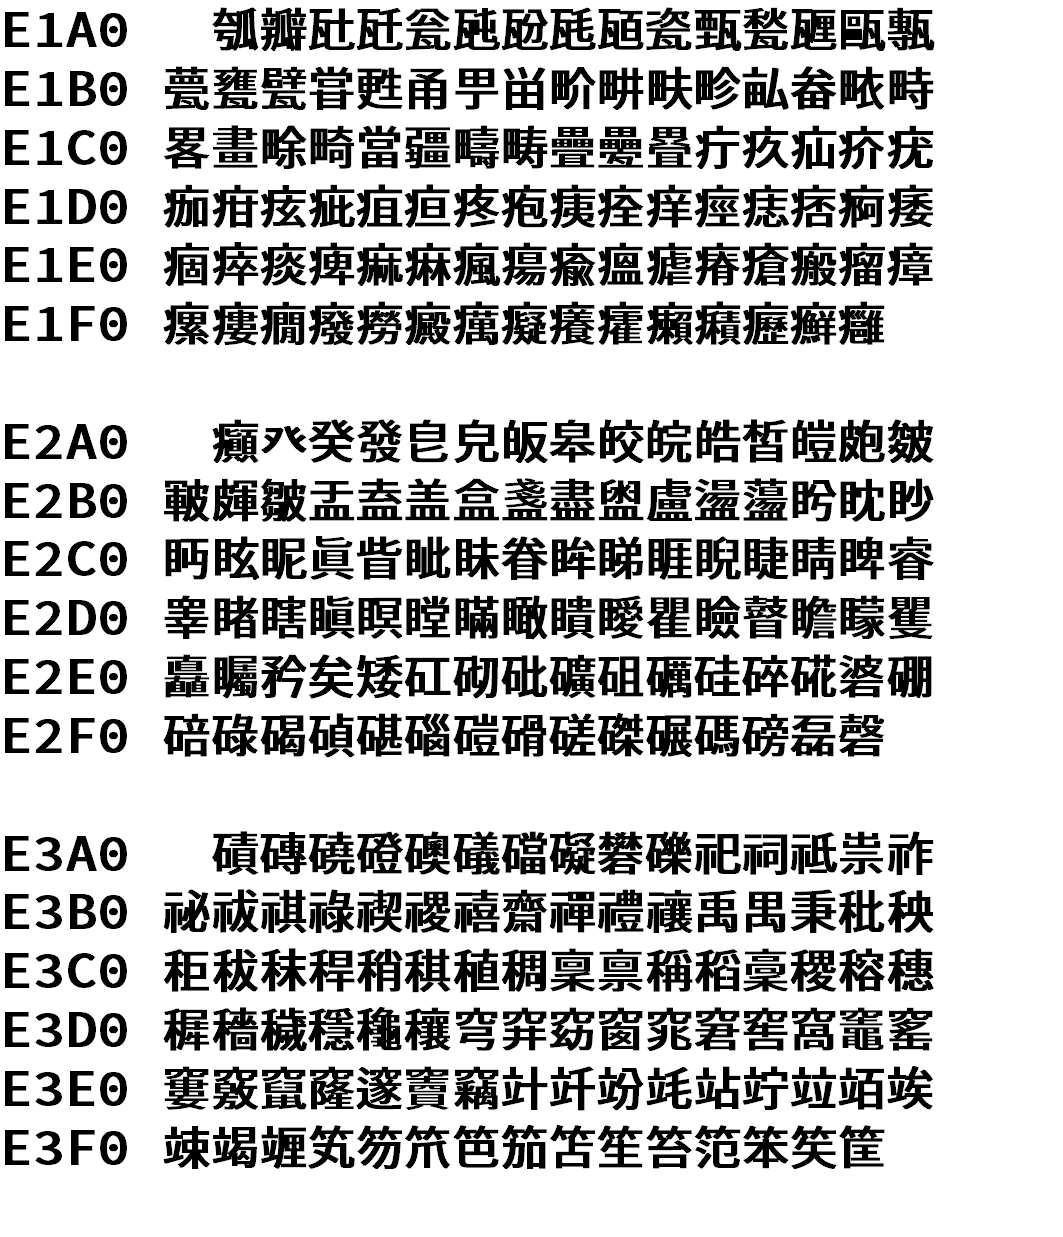 E1A0 瓠瓣瓧瓩瓮瓲瓰瓱瓸瓷甄甃甅甌甎
E1B0 甍甕甓甞甦甬甼畄畍畊畉畛畆畚畩畤
E1C0 畧畫畭畸當疆疇畴疊疉疂疔疚疝疥疣
E1D0 痂疳痃疵疽疸疼疱痍痊痒痙痣痞痾痿
E1E0 痼瘁痰痺痲痳瘋瘍瘉瘟瘧瘠瘡瘢瘤瘴
E1F0 瘰瘻癇癈癆癜癘癡癢癨癩癪癧癬癰
E2A0 癲癶癸發皀皃皈皋皎皖皓皙皚皰皴
E2B0 皸皹皺盂盍盖盒盞盡盥盧盪蘯盻眈眇
E2C0 眄眩眤眞眥眦眛眷眸睇睚睨睫睛睥睿
E2D0 睾睹瞎瞋瞑瞠瞞瞰瞶瞹瞿瞼瞽瞻矇矍
E2E0 矗矚矜矣矮矼砌砒礦砠礪硅碎硴碆硼
E2F0 碚碌碣碵碪碯磑磆磋磔碾碼磅磊磬
E3A0 磧磚磽磴礇礒礑礙礬礫祀祠祗祟祚
E3B0 祕祓祺祿禊禝禧齋禪禮禳禹禺秉秕秧
E3C0 秬秡秣稈稍稘稙稠稟禀稱稻稾稷穃穗
E3D0 穉穡穢穩龝穰穹穽窈窗窕窘窖窩竈窰
E3E0 窶竅竄窿邃竇竊竍竏竕竓站竚竝竡竢
E3F0 竦竭竰笂笏笊笆笳笘笙笞笵笨笶筐